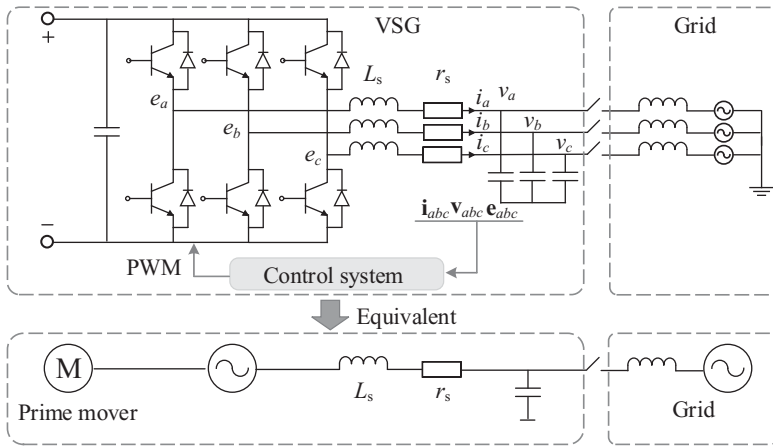 VSG
Grid
+
L_s
r_s
i_a
v_a
e_a
i_b
v_b
e_b
i_c
v_c
e_c
−
i_abc v_abc e_abc
PWM
Control system
Equivalent
M
L_s
r_s
Prime mover
Grid